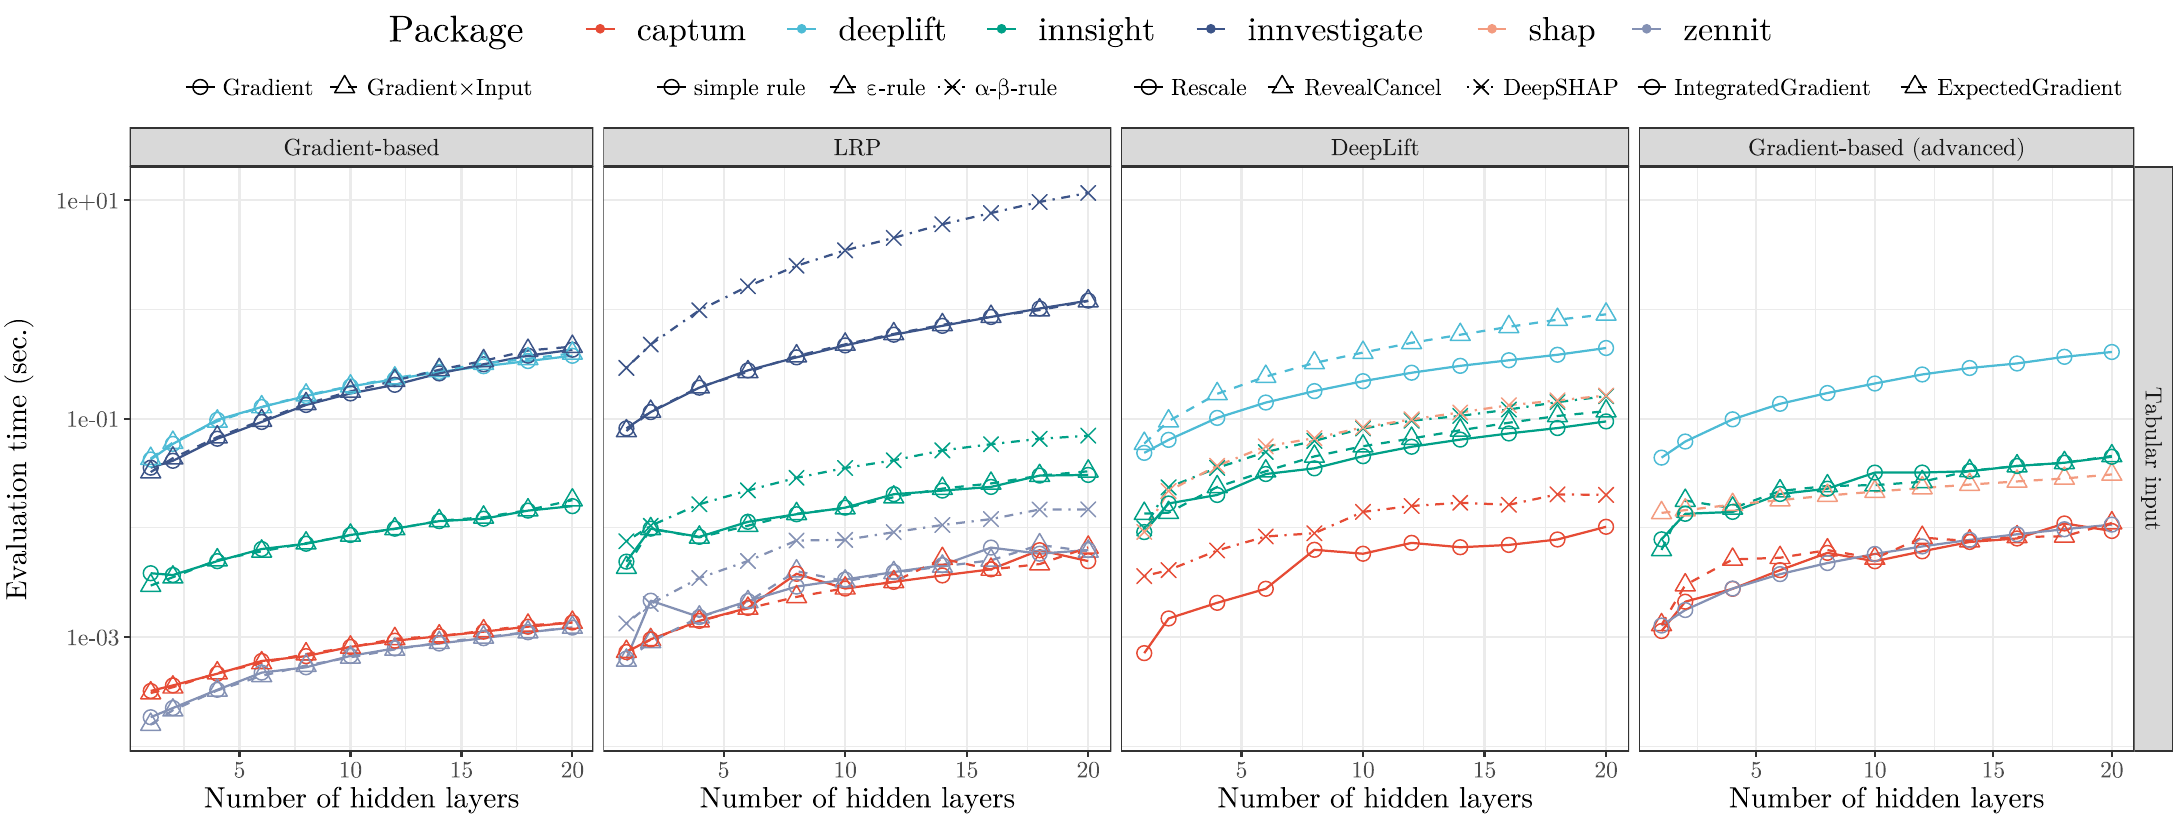 Package captum deeplift innsight innvestigate shap zennit
Gradient Gradient×Input simple rule ε-rule α-β-rule Rescale RevealCancel DeepSHAP IntegratedGradient ExpectedGradient
Gradient-based LRP DeepLift Gradient-based (advanced)
Evaluation time (sec.)
1e+01
1e-01
1e-03
Tabular input
5 10 15 20 5 10 15 20 5 10 15 20 5 10 15 20
Number of hidden layers Number of hidden layers Number of hidden layers Number of hidden layers